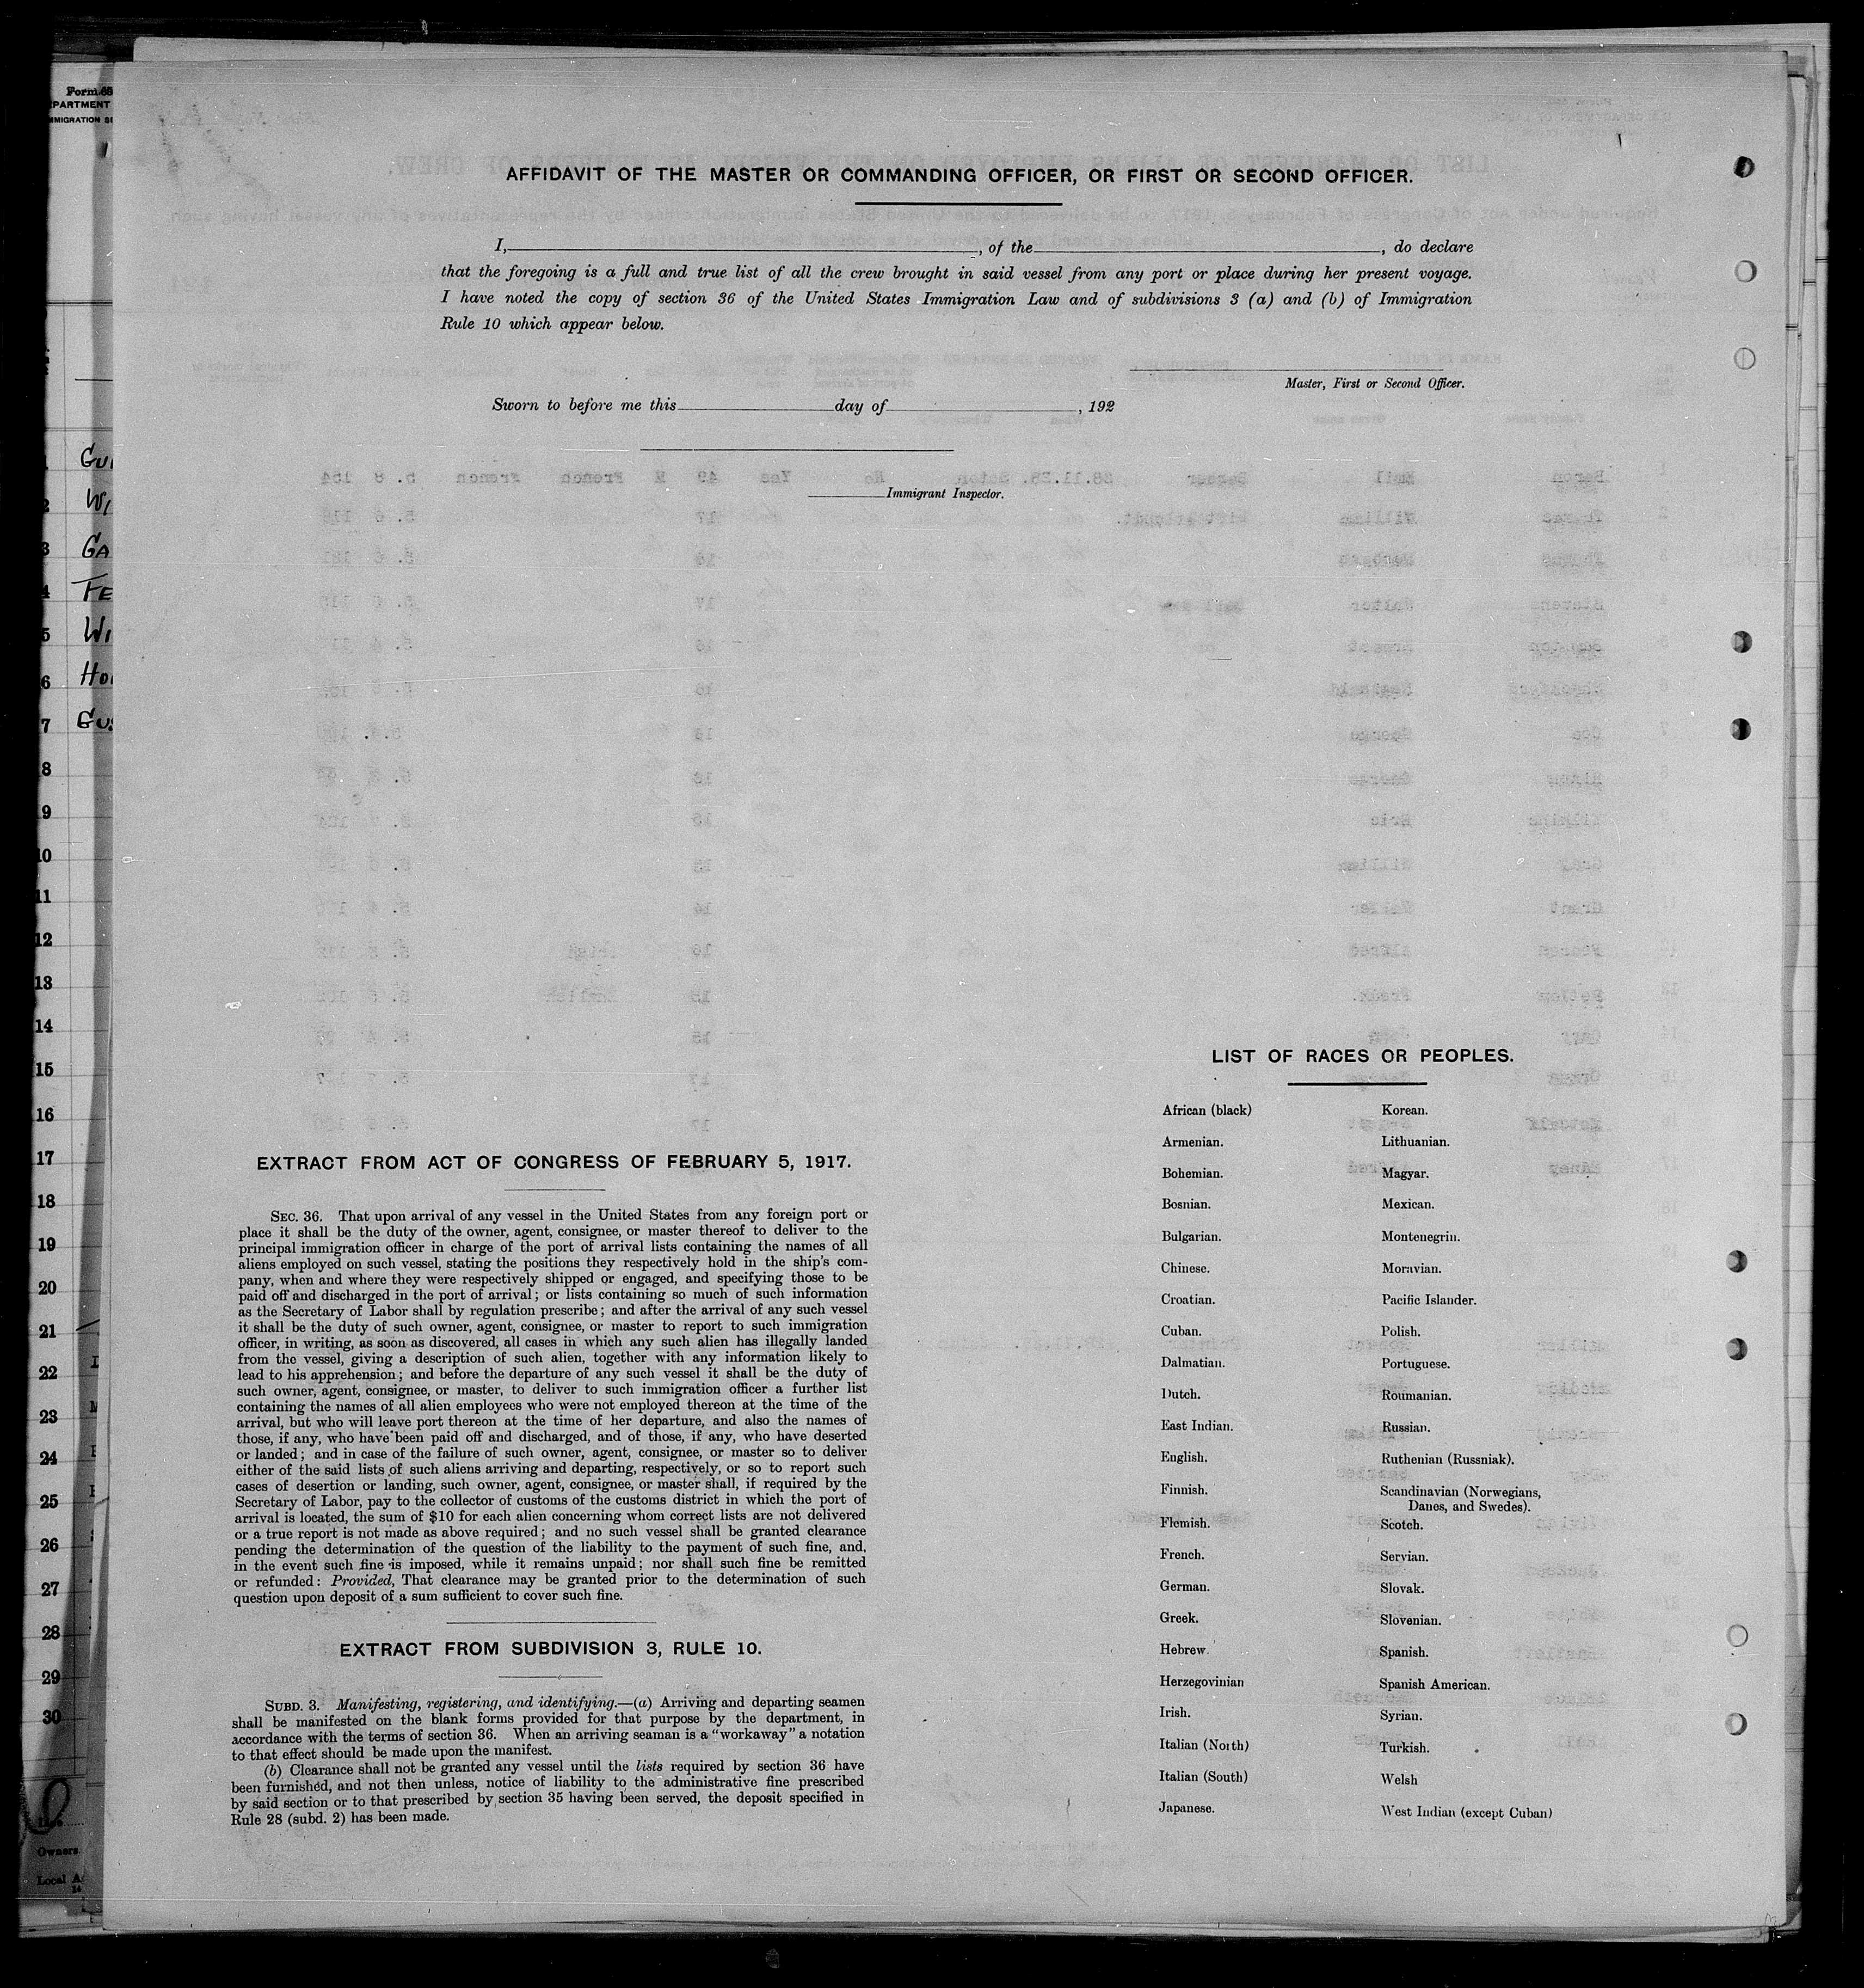 AFFIDAVIT OF THE MASTER OR COMMANDING OFFICER, OR FIRST OR SECOND OFFICER.
I, , of the , do declare
that the foregoing is a full and true list of all the crew brought in said vessel from any port or place during her present voyage.
I have noted the copy of section 36 of the United States Immigration Law and of subdivisions 3 (a) and (b) of Immigration
Rule 10 which appear below.
Master, First or Second Officer.
Sworn to before me this day of , 192
Immigrant Inspector.
EXTRACT FROM ACT OF CONGRESS OF FEBRUARY 5, 1917.
SEC. 36. That upon arrival of any vessel in the United States from any foreign port or
place it shall be the duty of the owner, agent, consignee, or master thereof to deliver to the
principal immigration officer in charge of the port of arrival lists containing the names of all
aliens employed on such vessel, stating the positions they respectively hold in the ship's com-
pany, when and where they were respectively shipped or engaged, and specifying those to be
paid off and discharged in the port of arrival; or lists containing so much of such information
as the Secretary of Labor shall by regulation prescribe; and after the arrival of any such vessel
it shall be the duty of such owner, agent, consignee, or master to report to such immigration
officer, in writing, as soon as discovered, all cases in which any such alien has illegally landed
from the vessel, giving a description of such alien, together with any information likely to
lead to his apprehension; and before the departure of any such vessel it shall be the duty of
such owner, agent, consignee, or master, to deliver to such immigration officer a further list
containing the names of all alien employees who were not employed thereon at the time of the
arrival, but who will leave port thereon at the time of her departure, and also the names of
those, if any, who have been paid off and discharged, and of those, if any, who have deserted
or landed; and in case of the failure of such owner, agent, consignee, or master so to deliver
either of the said lists of such aliens arriving and departing, respectively, or so to report such
cases of desertion or landing, such owner, agent, consignee, or master shall, if required by the
Secretary of Labor, pay to the collector of customs of the customs district in which the port of
arrival is located, the sum of $10 for each alien concerning whom correct lists are not delivered
or a true report is not made as above required; and no such vessel shall be granted clearance
pending the determination of the question of the liability to the payment of such fine, and,
in the event such fine is imposed, while it remains unpaid; nor shall such fine be remitted
or refunded: Provided, That clearance may be granted prior to the determination of such
question upon deposit of a sum sufficient to cover such fine.
EXTRACT FROM SUBDIVISION 3, RULE 10.
SUBD. 3. Manifesting, registering, and identifying.—(a) Arriving and departing seamen
shall be manifested on the blank forms provided for that purpose by the department, in
accordance with the terms of section 36. When an arriving seaman is a "workaway" a notation
to that effect should be made upon the manifest.
(b) Clearance shall not be granted any vessel until the lists required by section 36 have
been furnished, and not then unless, notice of liability to the administrative fine prescribed
by said section or to that prescribed by section 35 having been served, the deposit specified in
Rule 28 (subd. 2) has been made.
LIST OF RACES OR PEOPLES.
African (black) Korean.
Armenian. Lithuanian.
Bohemian. Magyar.
Bosnian. Mexican.
Bulgarian. Montenegrin.
Chinese. Moravian.
Croatian. Pacific Islander.
Cuban. Polish.
Dalmatian. Portuguese.
Dutch. Roumanian.
East Indian. Russian.
English. Ruthenian (Russniak).
Finnish. Scandinavian (Norwegians,
Danes, and Swedes).
Flemish. Scotch.
French. Servian.
German. Slovak.
Greek. Slovenian.
Hebrew. Spanish.
Herzegovinian Spanish American.
Irish. Syrian.
Italian (North) Turkish.
Italian (South) Welsh
Japanese. West Indian (except Cuban)